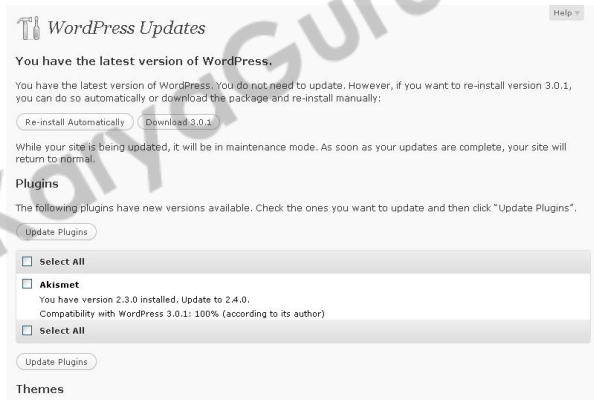 Help
WordPress Updates
You have the latest version of WordPress.
You have the latest version of WordPress. You do not need to update. However, if you want to re-install version 3.0.1,
you can do so automatically or download the package and re-install manually:
Re-install Automatically Download 3.0.1
While your site is being updated, it will be in maintenance mode. As soon as your updates are complete, your site will
return to normal.
Plugins
The following plugins have new versions available. Check the ones you want to update and then click "Update Plugins".
Update Plugins
Select All
Akismet
You have version 2.3.0 installed. Update to 2.4.0.
Compatibility with WordPress 3.0.1: 100% (according to its author)
Select All
Update Plugins
Themes
KaryaGuru